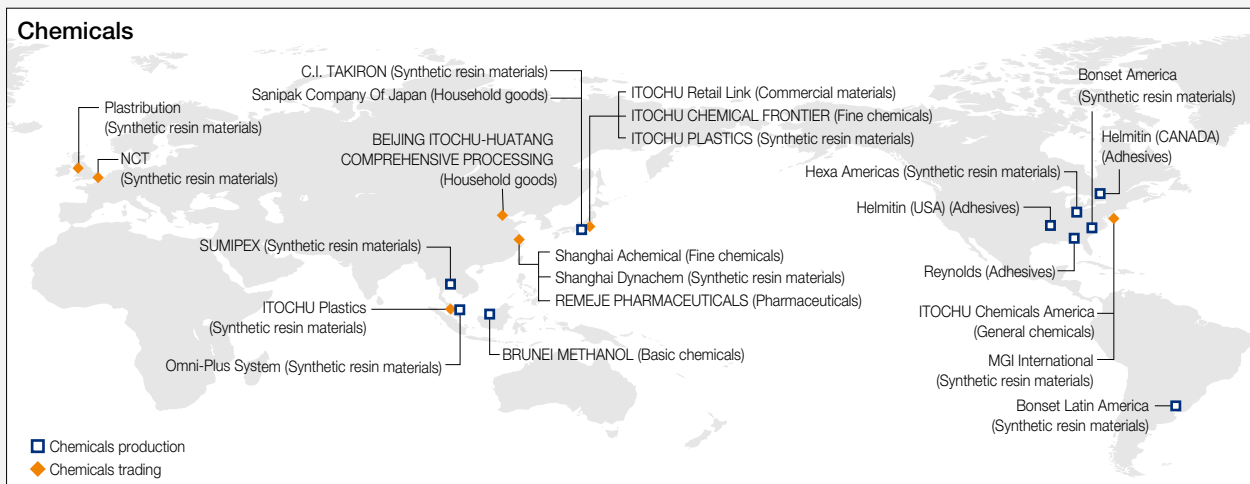 Chemicals
C.I. TAKIRON (Synthetic resin materials)
Sanipak Company Of Japan (Household goods)
Plastribution
(Synthetic resin materials)
NCT
(Synthetic resin materials)
BEIJING ITOCHU-HUATANG
COMPREHENSIVE PROCESSING
(Household goods)
ITOCHU Retail Link (Commercial materials)
ITOCHU CHEMICAL FRONTIER (Fine chemicals)
ITOCHU PLASTICS (Synthetic resin materials)
Bonset America
(Synthetic resin materials)
Helmitin (CANADA)
(Adhesives)
Hexa Americas (Synthetic resin materials)
Helmitin (USA) (Adhesives)
Reynolds (Adhesives)
SUMIPEX (Synthetic resin materials)
Shanghai Achemical (Fine chemicals)
Shanghai Dynachem (Synthetic resin materials)
REMEJE PHARMACEUTICALS (Pharmaceuticals)
ITOCHU Plastics
(Synthetic resin materials)
Omni-Plus System (Synthetic resin materials)
BRUNEI METHANOL (Basic chemicals)
ITOCHU Chemicals America
(General chemicals)
MGI International
(Synthetic resin materials)
Bonset Latin America
(Synthetic resin materials)
Chemicals production
Chemicals trading